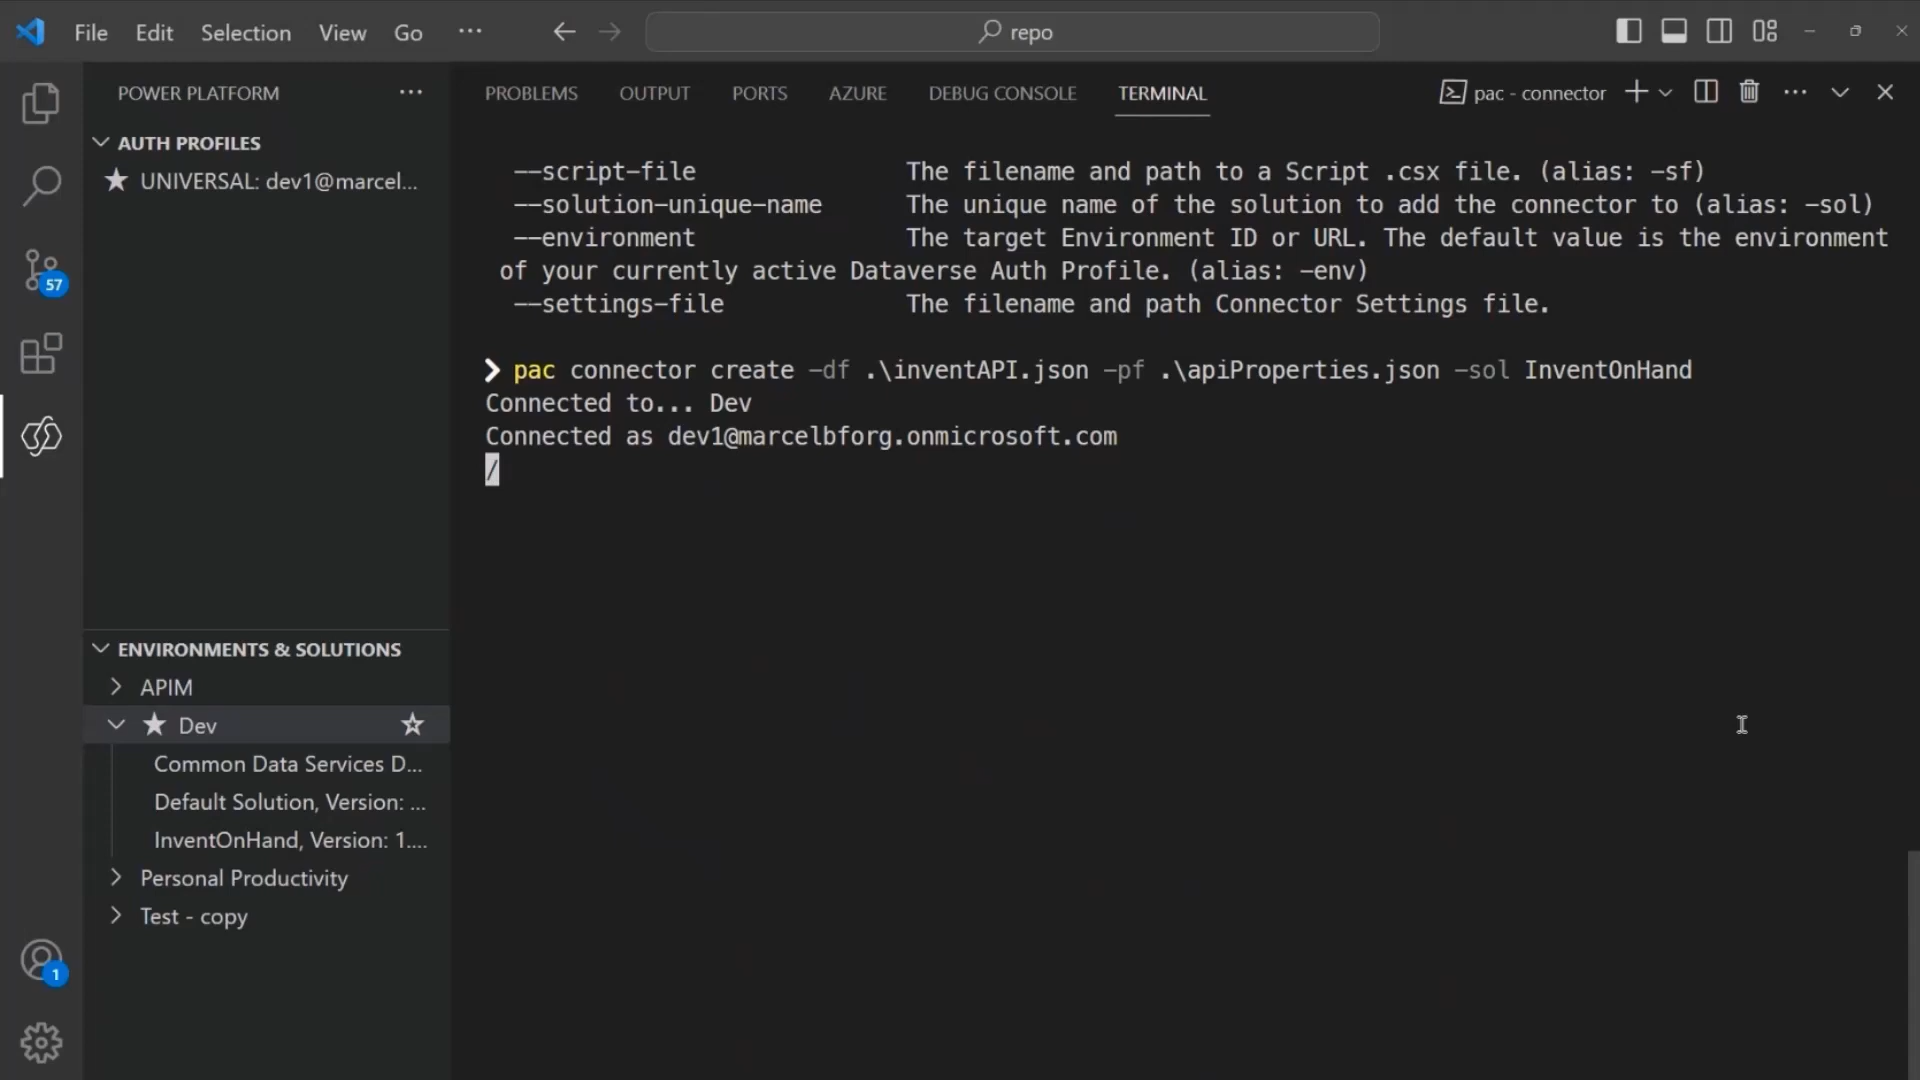 File Edit Selection View Go ···
repo
POWER PLATFORM ···
AUTH PROFILES
UNIVERSAL: dev1@marcel...
57
ENVIRONMENTS & SOLUTIONS
APIM
Dev
Common Data Services D...
Default Solution, Version: ...
InventOnHand, Version: 1....
Personal Productivity
Test - copy
1
PROBLEMS OUTPUT PORTS AZURE DEBUG CONSOLE TERMINAL
pac - connector
--script-file The filename and path to a Script .csx file. (alias: -sf)
--solution-unique-name The unique name of the solution to add the connector to (alias: -sol)
--environment The target Environment ID or URL. The default value is the environment
of your currently active Dataverse Auth Profile. (alias: -env)
--settings-file The filename and path Connector Settings file.
❯ pac connector create -df .\inventAPI.json -pf .\apiProperties.json -sol InventOnHand
Connected to... Dev
Connected as dev1@marcelbforg.onmicrosoft.com
/